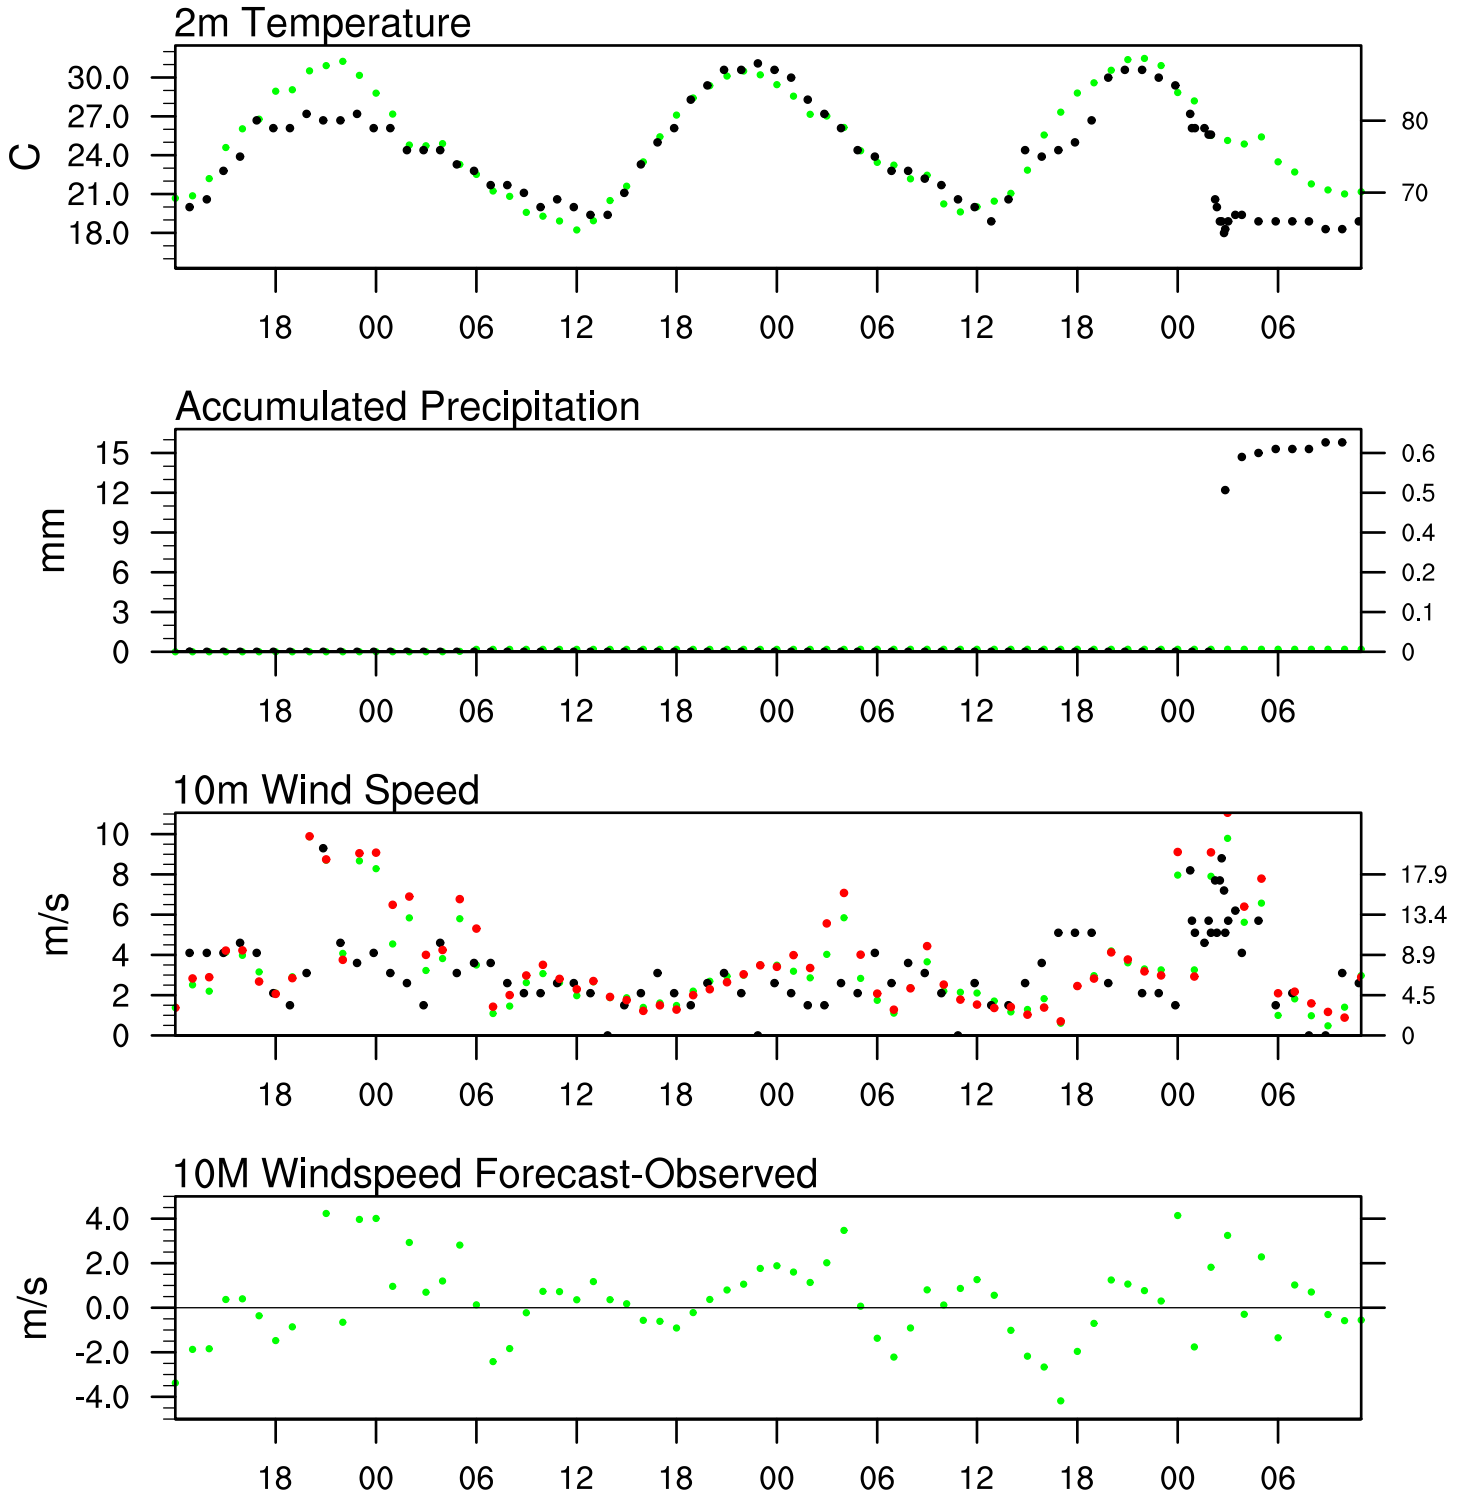 2m Temperature
30.0
27.0
24.0
21.0
18.0
C
80
70
18 00 06 12 18 00 06 12 18 00 06
Accumulated Precipitation
15
12
9
6
3
0
mm
0.6
0.5
0.4
0.2
0.1
0
18 00 06 12 18 00 06 12 18 00 06
10m Wind Speed
10
8
6
4
2
0
m/s
17.9
13.4
8.9
4.5
0
18 00 06 12 18 00 06 12 18 00 06
10M Windspeed Forecast-Observed
4.0
2.0
0.0
-2.0
-4.0
m/s
18 00 06 12 18 00 06 12 18 00 06